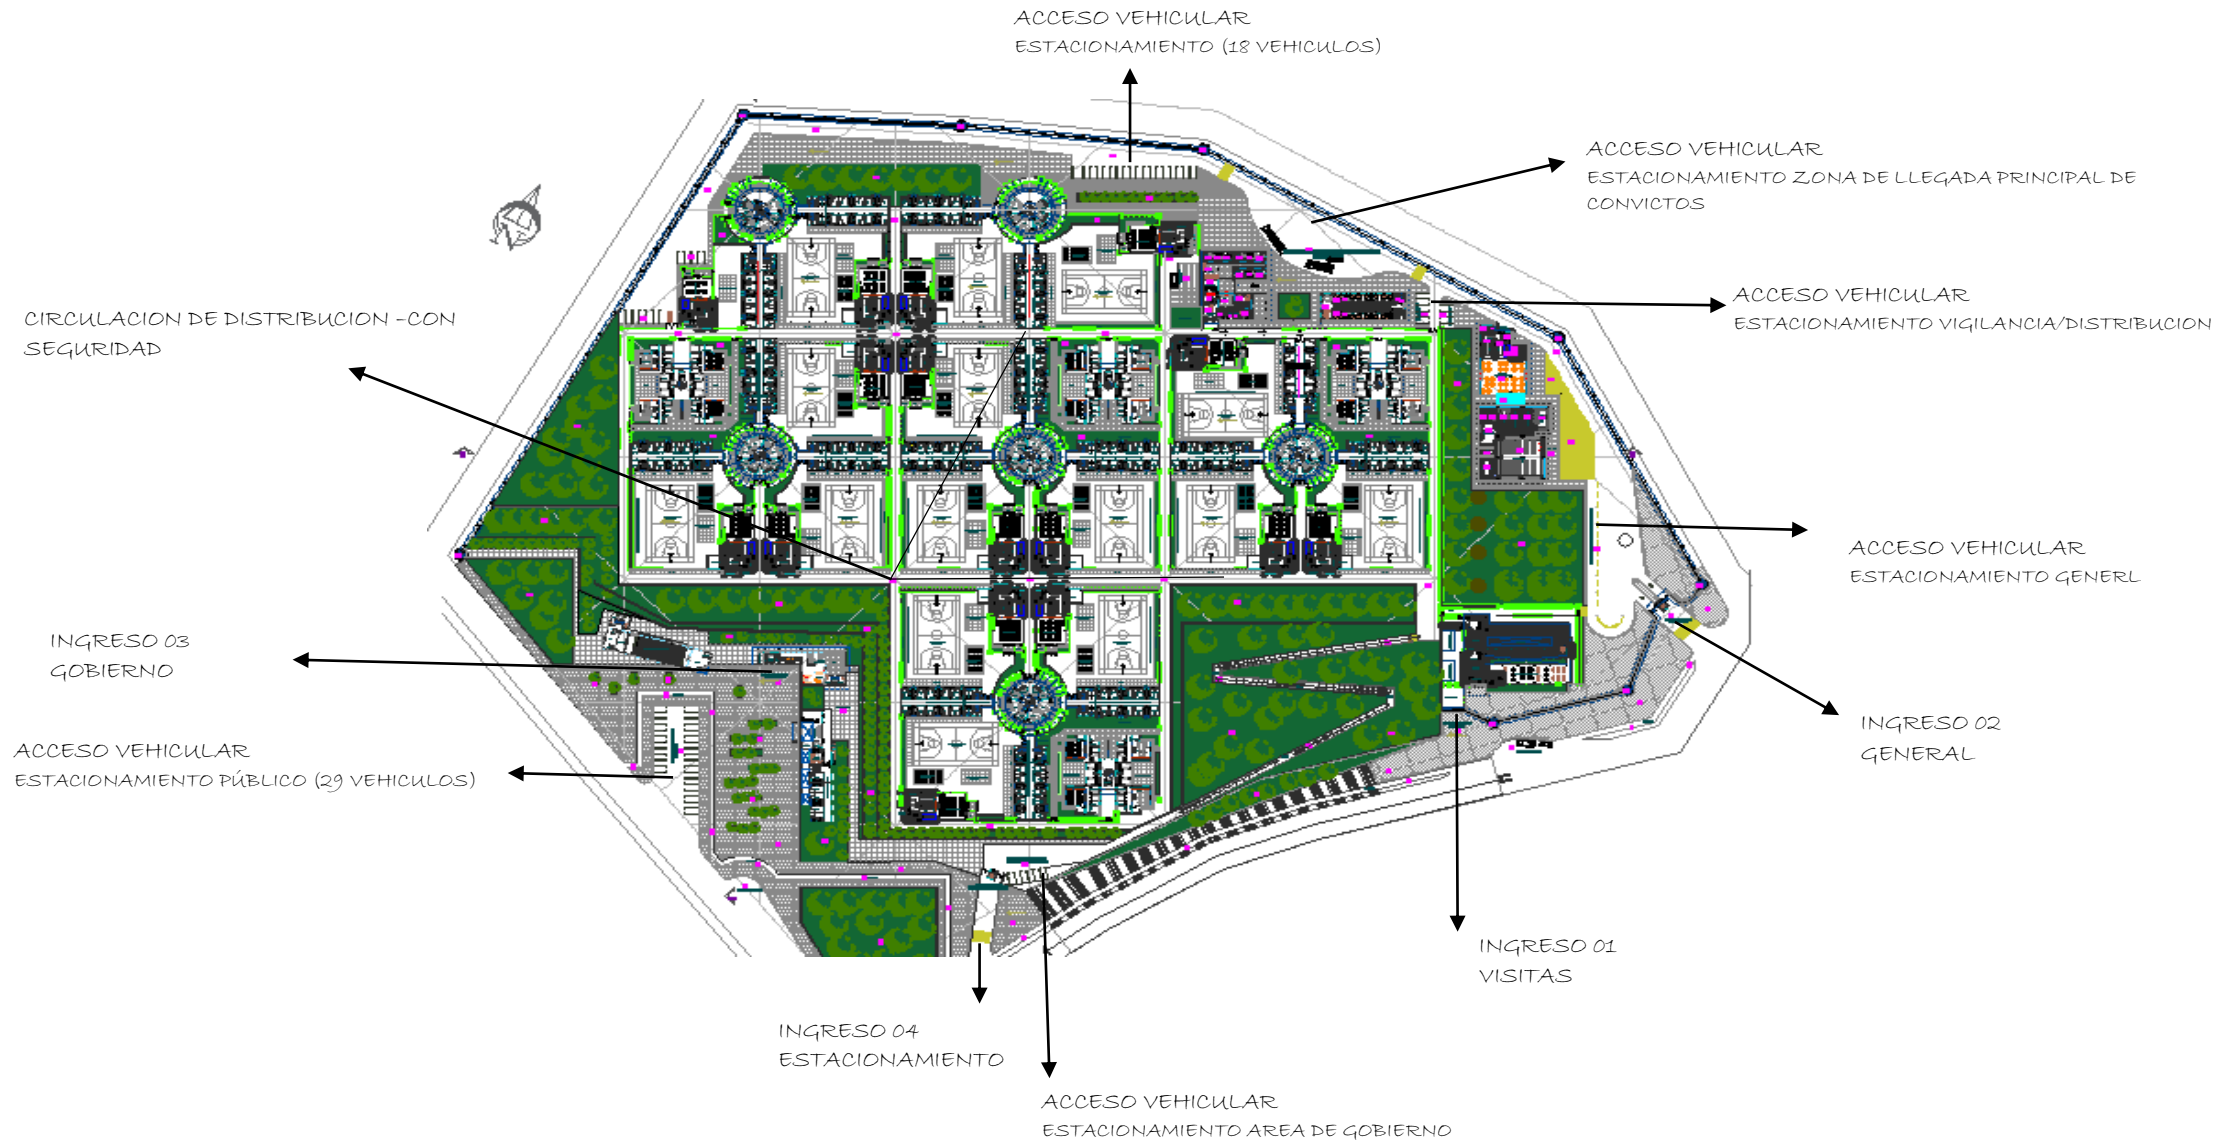 ACCESO VEHICULAR
ESTACIONAMIENTO (18 VEHICULOS)
ACCESO VEHICULAR
ESTACIONAMIENTO ZONA DE LLEGADA PRINCIPAL DE
CONVICTOS
ACCESO VEHICULAR
ESTACIONAMIENTO VIGILANCIA/DISTRIBUCION
CIRCULACION DE DISTRIBUCION -CON
SEGURIDAD
ACCESO VEHICULAR
ESTACIONAMIENTO GENERL
INGRESO 03
GOBIERNO
INGRESO 02
GENERAL
ACCESO VEHICULAR
ESTACIONAMIENTO PÚBLICO (29 VEHICULOS)
INGRESO 01
VISITAS
INGRESO 04
ESTACIONAMIENTO
ACCESO VEHICULAR
ESTACIONAMIENTO AREA DE GOBIERNO